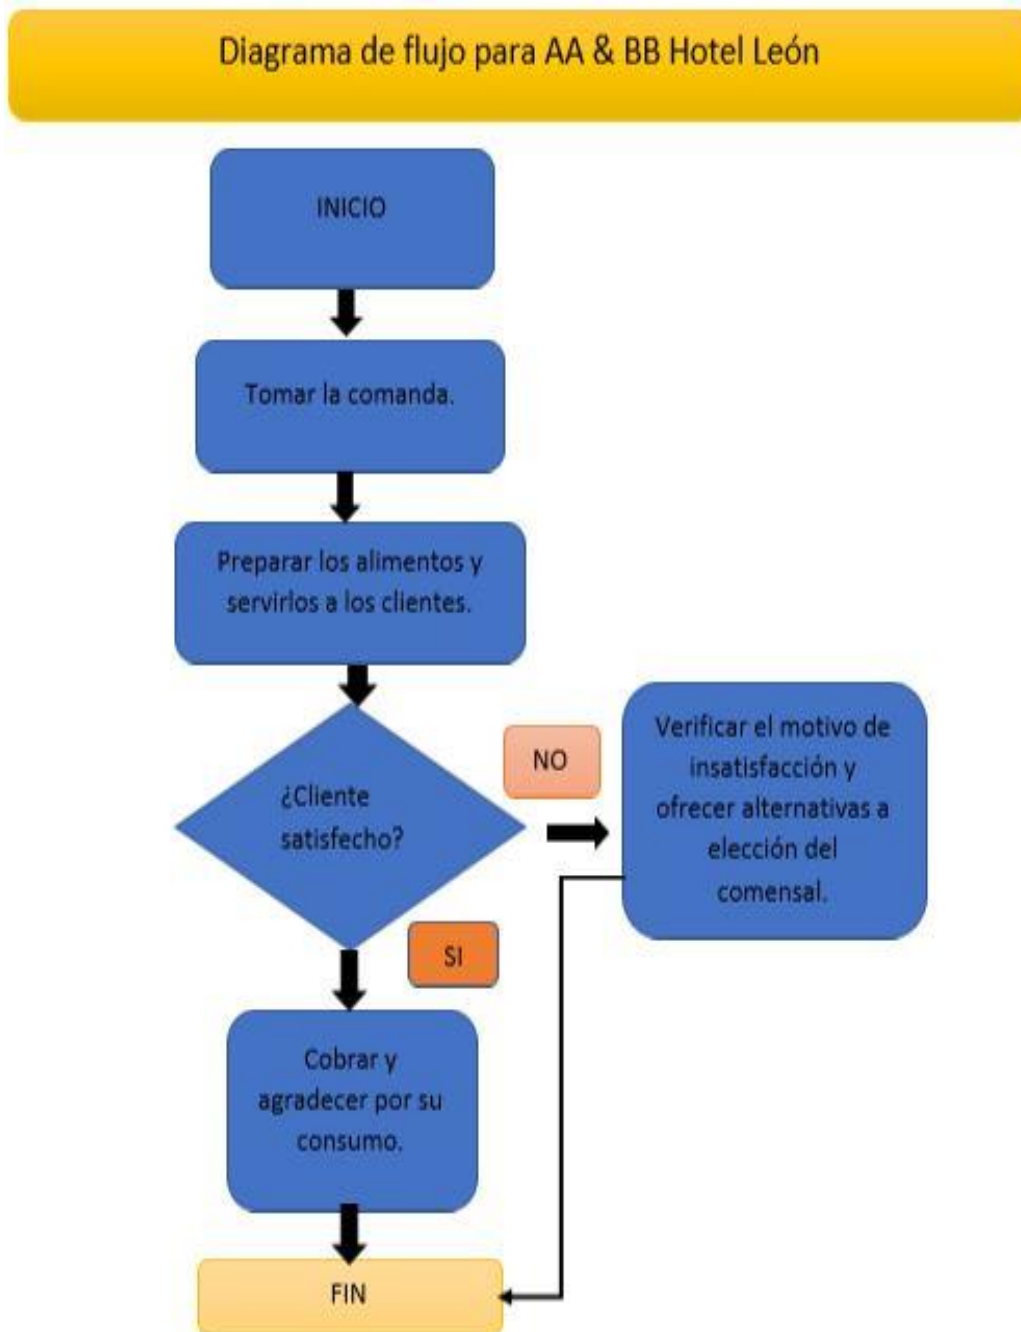 Diagrama de flujo para AA & BB Hotel León
INICIO
Tomar la comanda.
Preparar los alimentos y
servirlos a los clientes.
¿Cliente
satisfecho?
NO
Verificar el motivo de
insatisfacción y
ofrecer alternativas a
elección del
comensal.
SI
Cobrar y
agradecer por su
consumo.
FIN